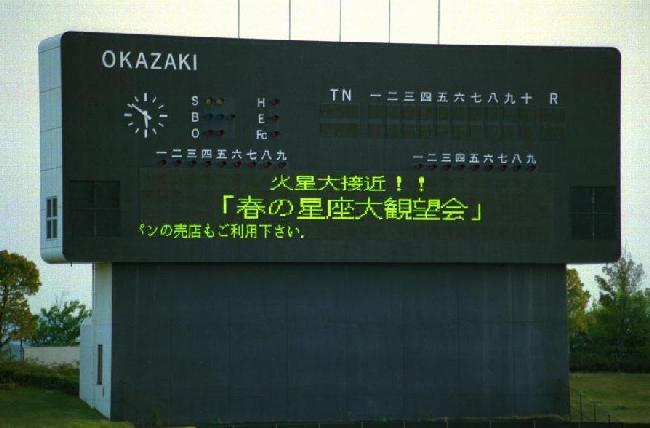 OKAZAKI
TN 一二三四五六七八九十 R
S H
B E
O Fc
一二三四五六七八九 一二三四五六七八九
火星大接近！！
「春の星座大観望会」
パンの売店もご利用下さい.